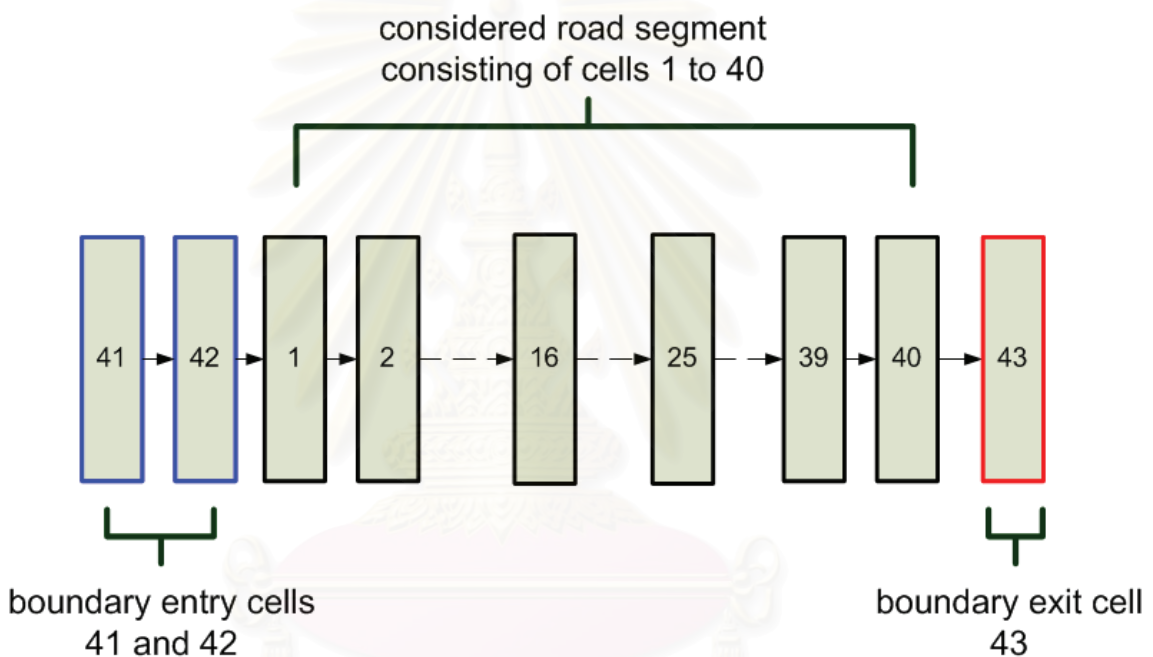 considered road segment
consisting of cells 1 to 40
41 42 1 2 16 25 39 40 43
boundary entry cells
41 and 42
boundary exit cell
43